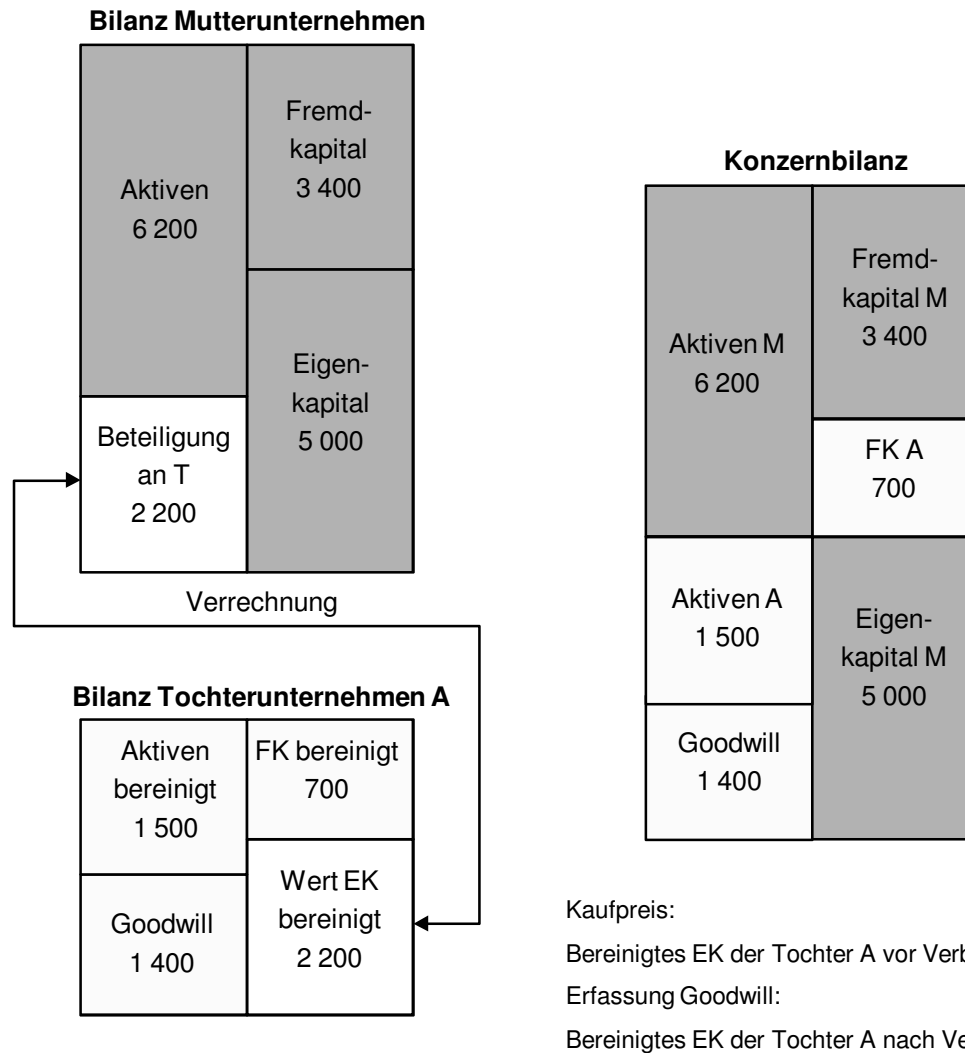 Bilanz Mutterunternehmen
Aktiven
6 200
Fremd-
kapital
3 400
Eigen-
kapital
5 000
Beteiligung
an T
2 200
Verrechnung
Bilanz Tochterunternehmen A
Aktiven
bereinigt
1 500
FK bereinigt
700
Goodwill
1 400
Wert EK
bereinigt
2 200
Konzernbilanz
Aktiven M
6 200
Fremd-
kapital M
3 400
FK A
700
Aktiven A
1 500
Eigen-
kapital M
5 000
Goodwill
1 400
Kaufpreis:
Bereinigtes EK der Tochter A vor
Erfassung Goodwill:
Bereinigtes EK der Tochter A nach